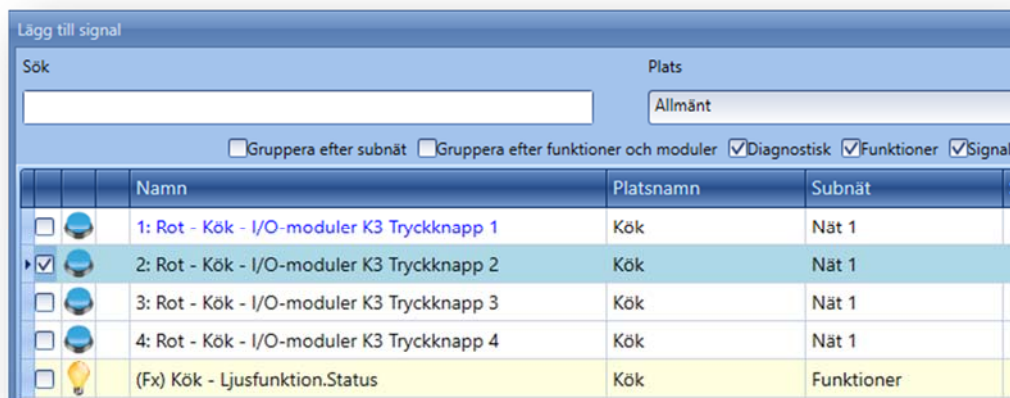 Lägg till signal
Sök Plats
Allmänt
Gruppera efter subnät Gruppera efter funktioner och moduler Diagnostisk Funktioner Signal
Namn Platsnamn Subnät
1: Rot - Kök - I/O-moduler K3 Tryckknapp 1 Kök Nät 1
2: Rot - Kök - I/O-moduler K3 Tryckknapp 2 Kök Nät 1
3: Rot - Kök - I/O-moduler K3 Tryckknapp 3 Kök Nät 1
4: Rot - Kök - I/O-moduler K3 Tryckknapp 4 Kök Nät 1
(Fx) Kök - Ljusfunktion.Status Kök Funktioner